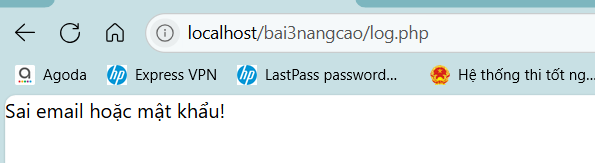 localhost/bai3nangcao/log.php
Agoda Express VPN LastPass password... Hệ thống thi tốt ng...
Sai email hoặc mật khẩu!